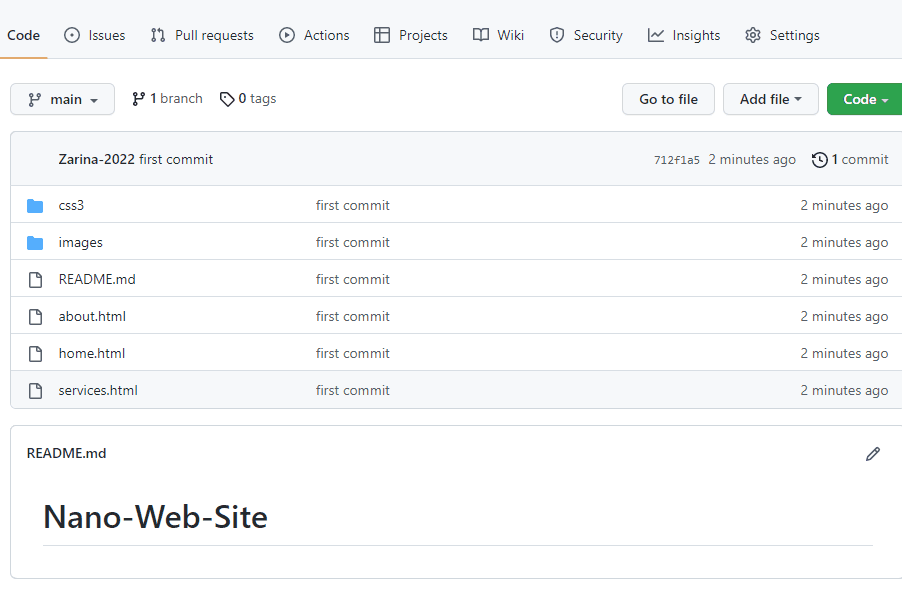 Code Issues Pull requests Actions Projects Wiki Security Insights Settings
main 1 branch 0 tags Go to file Add file Code
Zarina-2022 first commit 712f1a5 2 minutes ago 1 commit
css3 first commit 2 minutes ago
images first commit 2 minutes ago
README.md first commit 2 minutes ago
about.html first commit 2 minutes ago
home.html first commit 2 minutes ago
services.html first commit 2 minutes ago
README.md
Nano-Web-Site